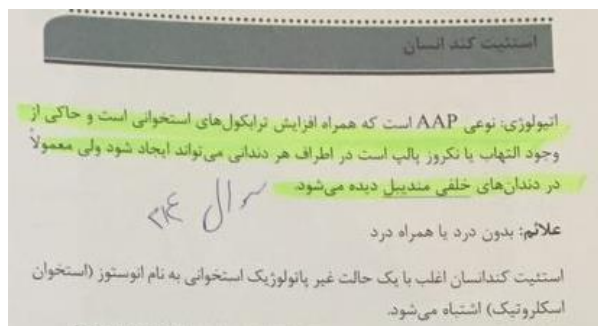 استئیت کند انسان
اتیولوژی: نوعی AAP است که همراه افزایش ترابکول‌های استخوانی است و حاکی از
وجود التهاب یا نکروز پالپ است در اطراف هر دندانی می‌تواند ایجاد شود ولی معمولاً
در دندان‌های خلفی مندیبل دیده می‌شود.
سوال ۳۱۴
علائم: بدون درد یا همراه درد
استئیت کندانسان اغلب با یک حالت غیر پاتولوژیک استخوانی به نام انوستوز (استخوان
اسکلروتیک) اشتباه می‌شود.